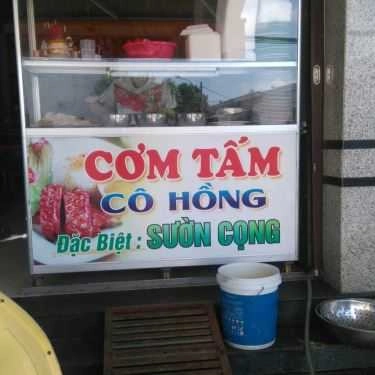 CƠM TẤM
CÔ HỒNG
Đặc Biệt : SƯỜN CỌNG